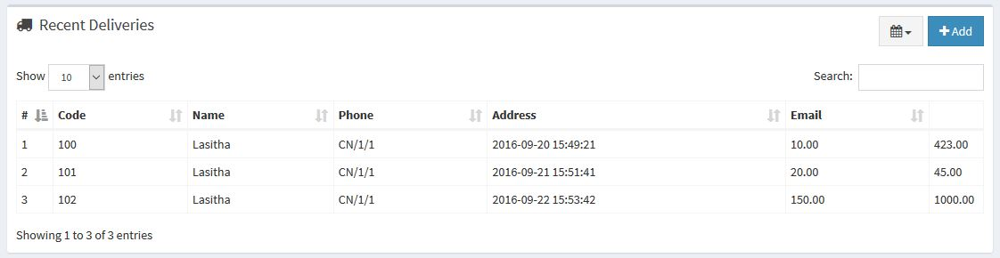 Recent Deliveries
Add
Show 10 entries
Search:
# Code Name Phone Address Email
1 100 Lasitha CN/1/1 2016-09-20 15:49:21 10.00 423.00
2 101 Lasitha CN/1/1 2016-09-21 15:51:41 20.00 45.00
3 102 Lasitha CN/1/1 2016-09-22 15:53:42 150.00 1000.00
Showing 1 to 3 of 3 entries